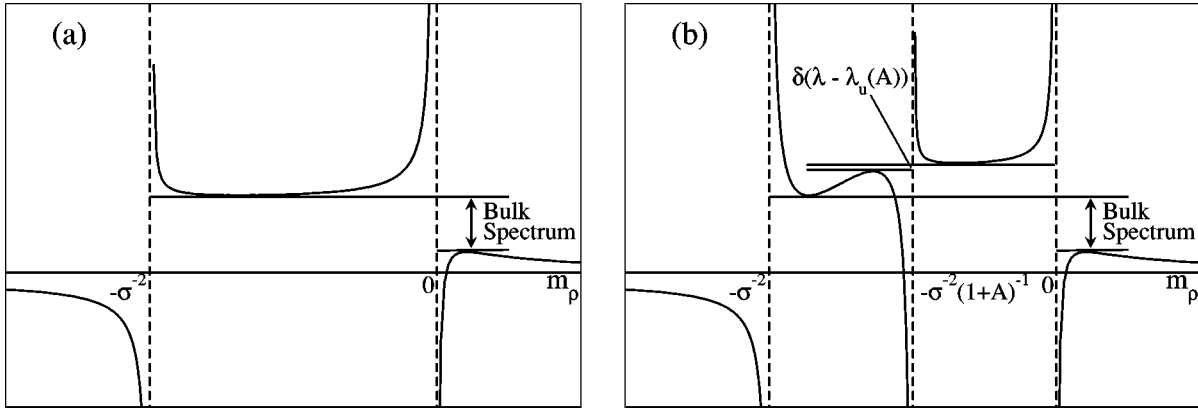 (a)
Bulk
Spectrum
-σ⁻²
0
m_ρ
(b)
δ(λ - λ_u(A))
Bulk
Spectrum
-σ⁻²
-σ⁻²(1+A)⁻¹
0
m_ρ